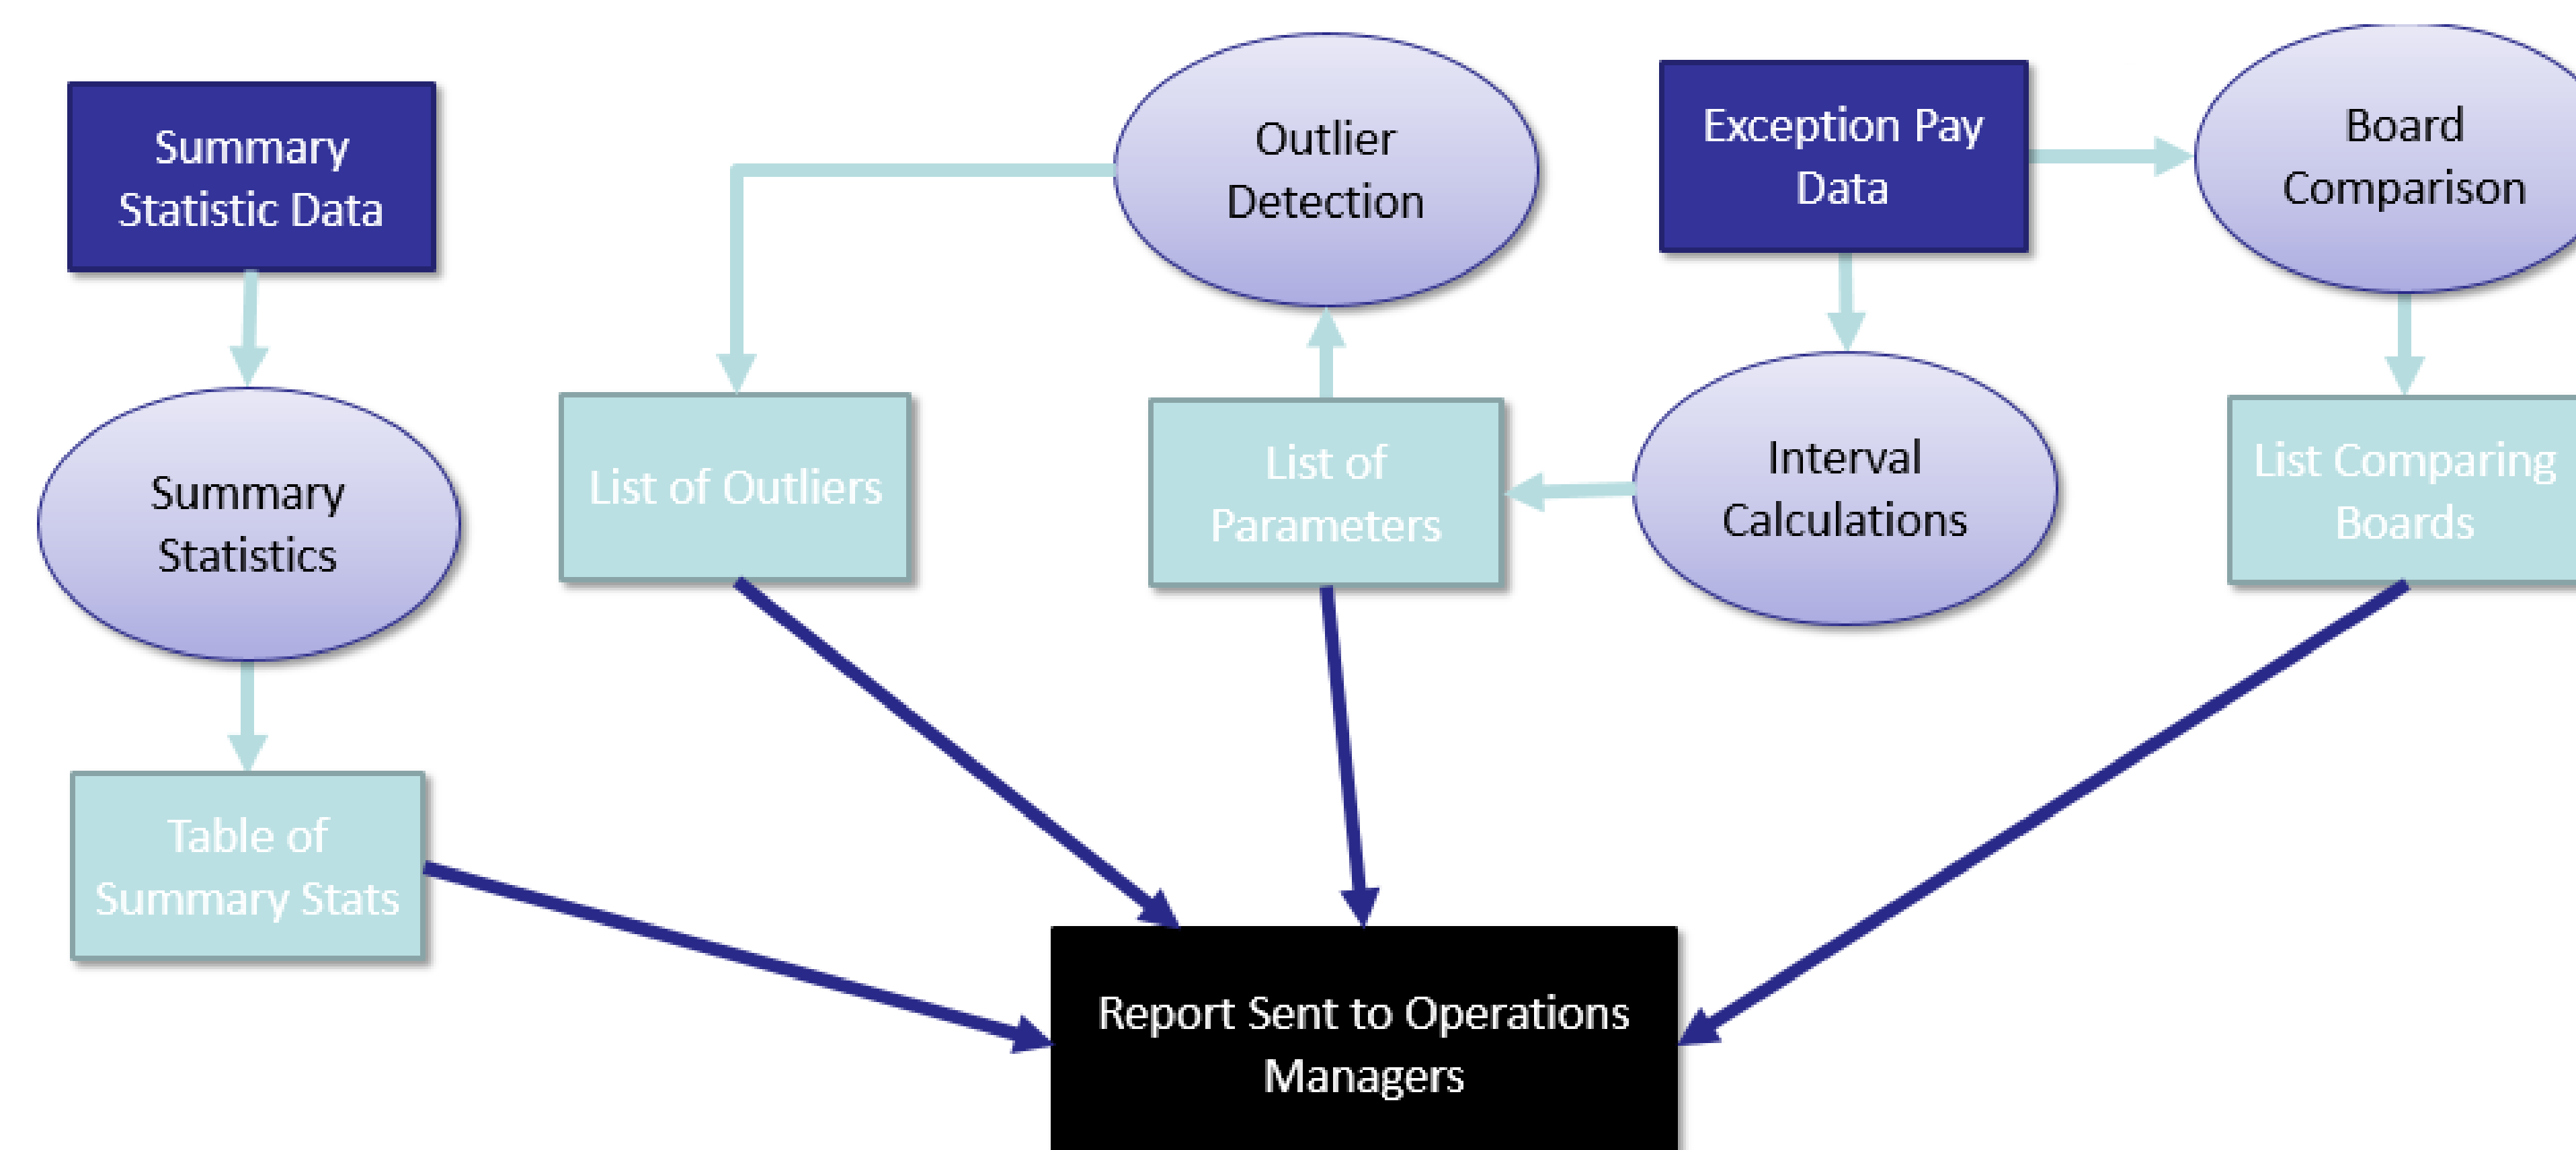 Summary
Statistic Data
Outlier
Detection
Exception Pay
Data
Board
Comparison
Summary
Statistics
List of Outliers
List of
Parameters
Interval
Calculations
List Comparing
Boards
Table of
Summary Stats
Report Sent to Operations
Managers